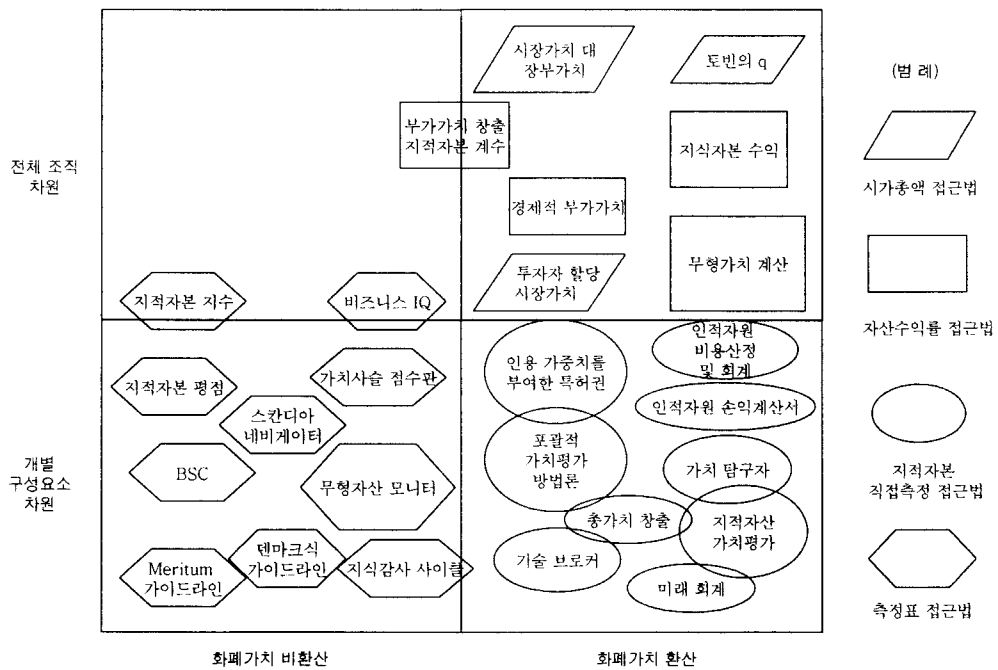 시장가치 대
장부가치
토빈의 q
(범 례)
부가가치 창출
지적자본 계수
지식자본 수익
전체 조직
차원
시가총액 접근법
경제적 부가가치
무형가치 계산
투자자 할당
시장가치
지적자본 지수
비즈니스 IQ
자산수익률 접근법
인적자원
비용산정
및 회계
인용 가중치를
부여한 특허권
지적자본 평점
가치사슬 점수판
인적자원 손익계산서
스칸디아
네비게이터
포괄적
가치평가
방법론
개별
구성요소
차원
BSC
무형자산 모니터
가치 탐구자
지적자본
직접측정 접근법
총가치 창출
지적자산
가치평가
덴마크식
가이드라인
기술 브로커
Meritum
가이드라인
지식감사 사이클
미래 회계
측정표 접근법
화폐가치 비환산
화폐가치 환산